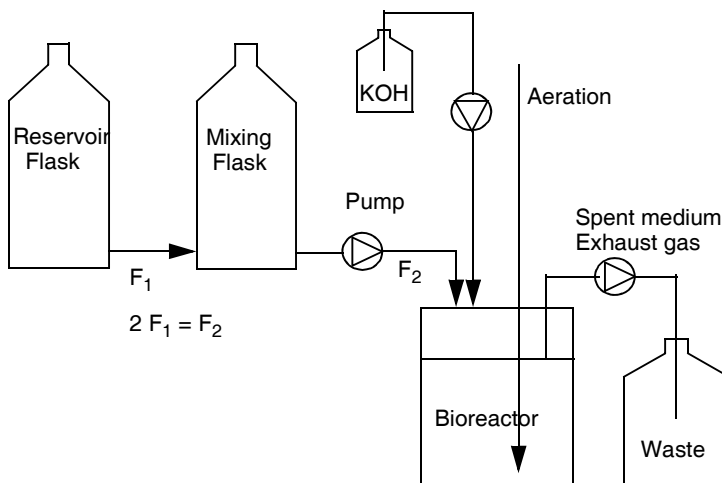 Reservoir
Flask
Mixing
Flask
KOH
Aeration
Pump
Spent medium
Exhaust gas
F1
F2
2 F1 = F2
Bioreactor
Waste